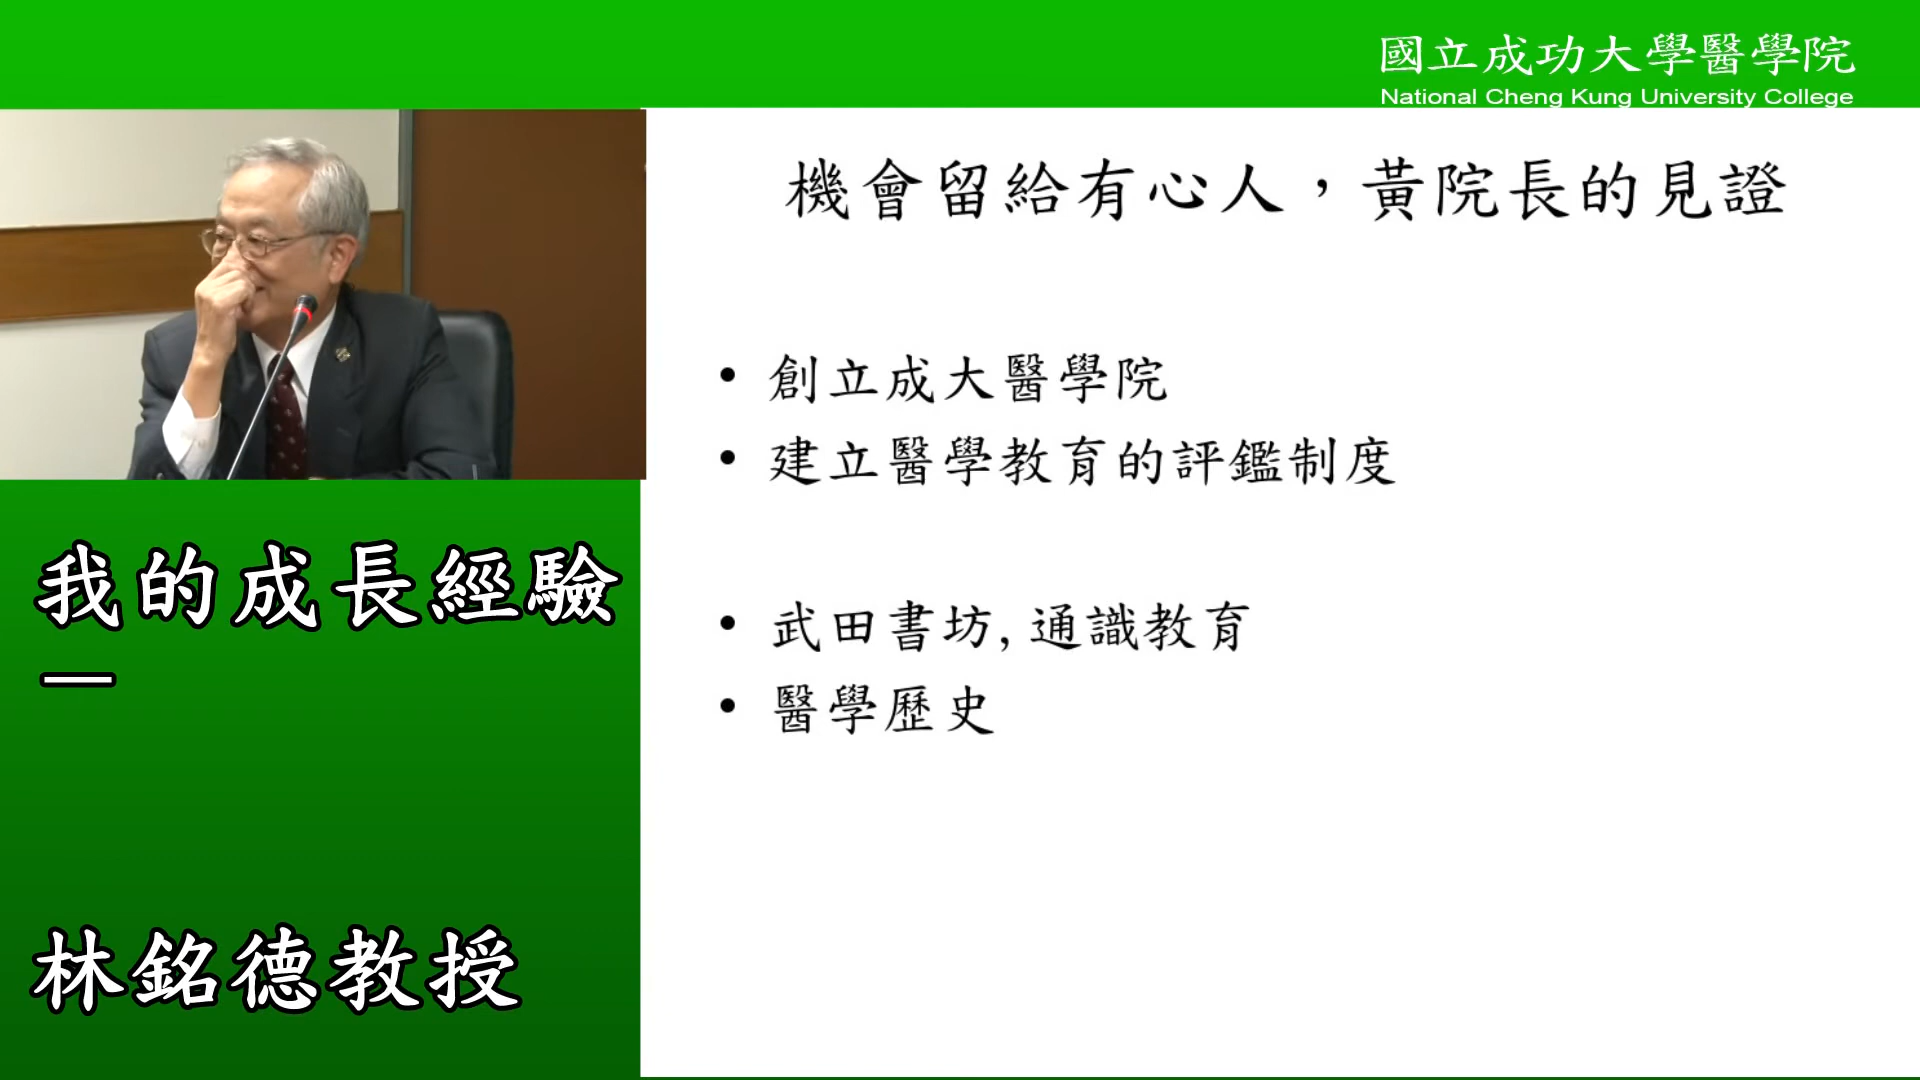 國立成功大學醫學院
National Cheng Kung University College
機會留給有心人，黃院長的見證
• 創立成大醫學院
• 建立醫學教育的評鑑制度
• 武田書坊, 通識教育
• 醫學歷史
我的成長經驗
—
林銘德教授